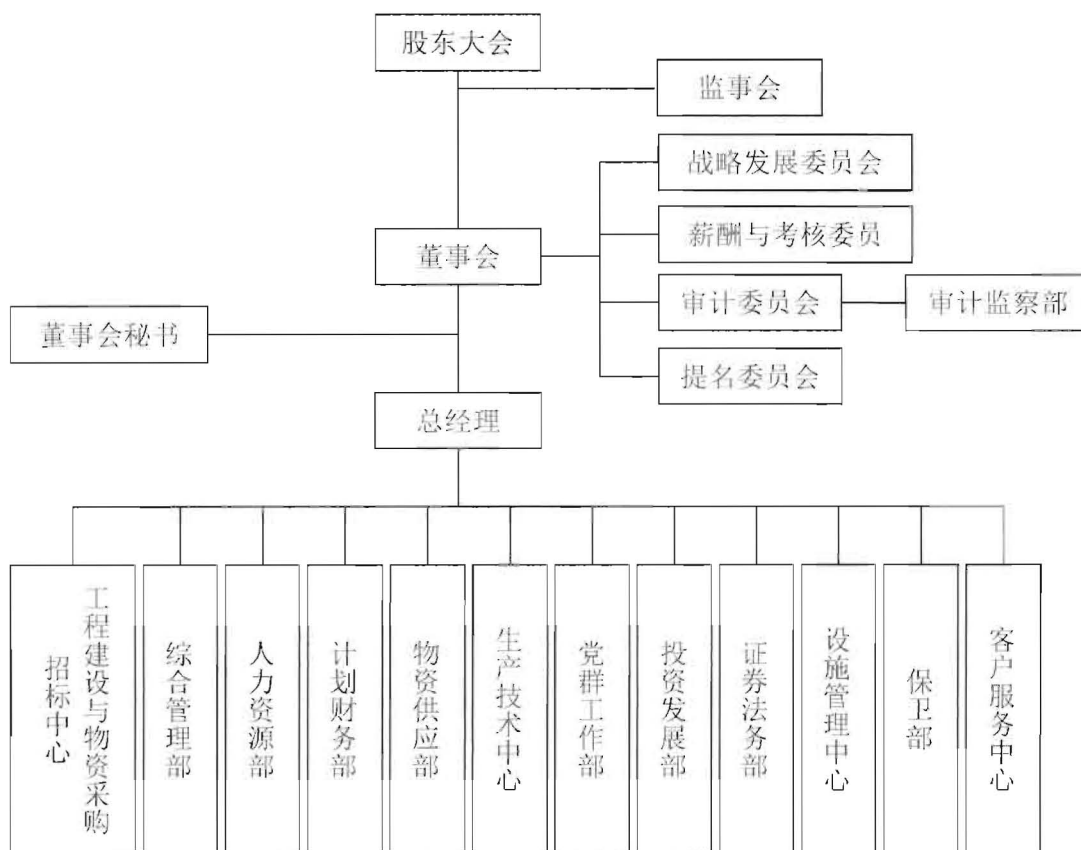 股东大会
监事会
战略发展委员会
董事会
薪酬与考核委员
审计委员会
审计监察部
董事会秘书
提名委员会
总经理
工程建设与物资采购
招标中心
综合管理部
人力资源部
计划财务部
物资供应部
生产技术中心
党群工作部
投资发展部
证券法务部
设施管理中心
保卫部
客户服务中心